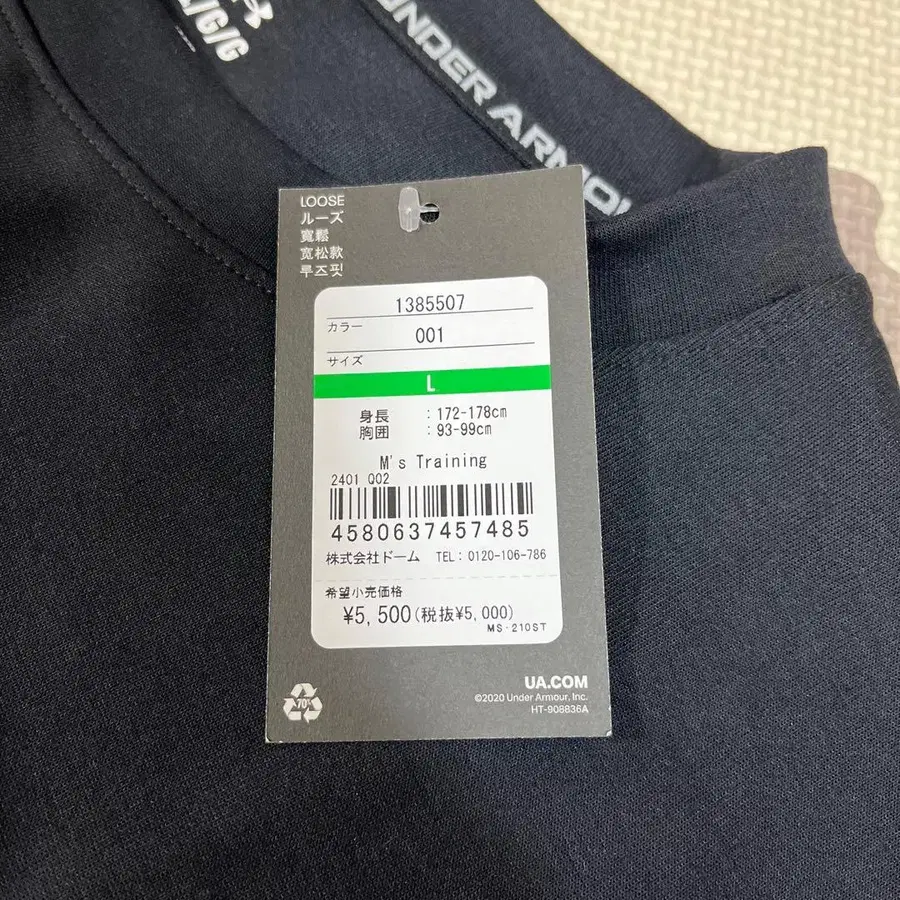 /G/G
UNDER ARMOU
LOOSE
ルーズ
寬鬆
宽松款
루즈핏
1385507
カラー
001
サイズ
L
身長 : 172-178cm
胸囲 : 93-99cm
M's Training
2401 Q02
4580637457485
株式会社ドーム TEL: 0120-106-786
希望小売価格
¥5,500(税抜¥5,000)
MS-210ST
70%
UA.COM
©2020 Under Armour, Inc.
HT-908836A